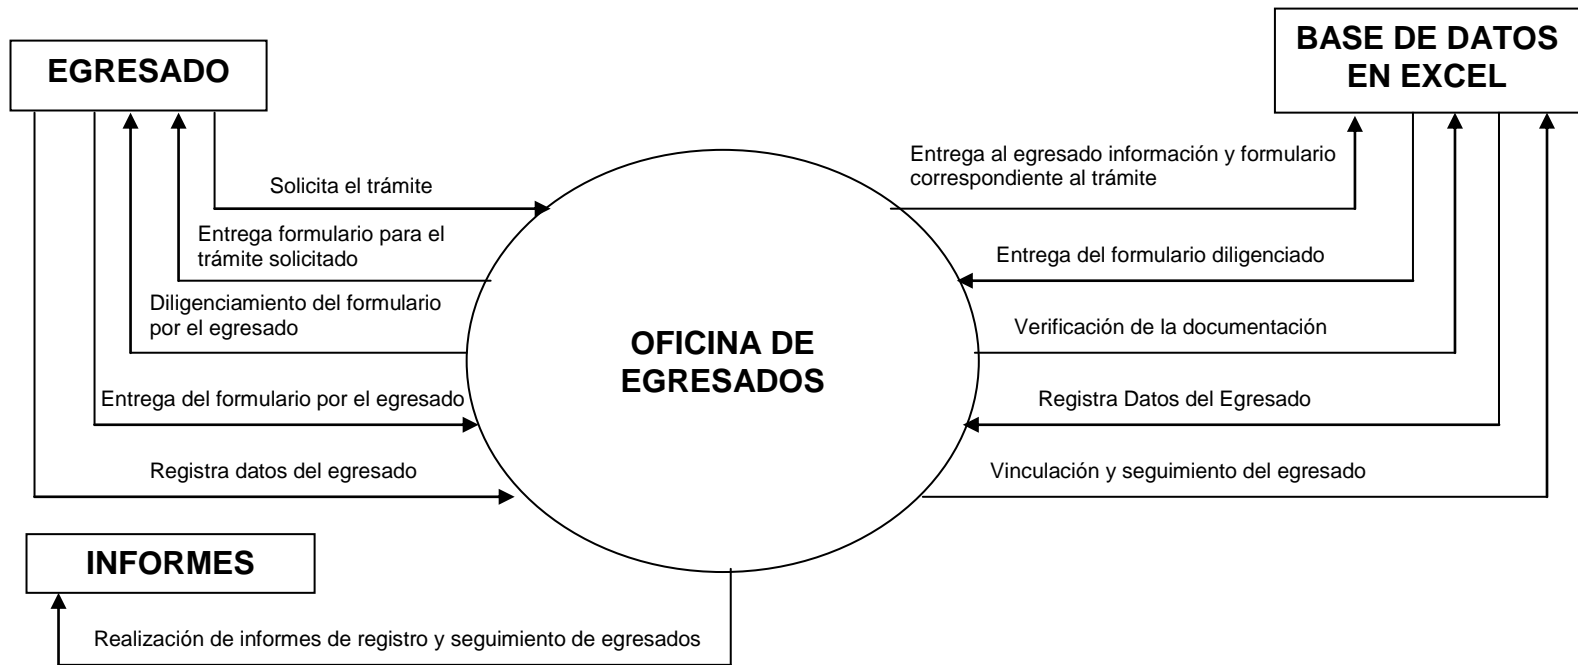 EGRESADO
BASE DE DATOS
EN EXCEL
Solicita el trámite
Entrega formulario para el
trámite solicitado
Diligenciamiento del formulario
por el egresado
Entrega del formulario por el egresado
Registra datos del egresado
OFICINA DE
EGRESADOS
Entrega al egresado información y formulario
correspondiente al trámite
Entrega del formulario diligenciado
Verificación de la documentación
Registra Datos del Egresado
Vinculación y seguimiento del egresado
INFORMES
Realización de informes de registro y seguimiento de egresados